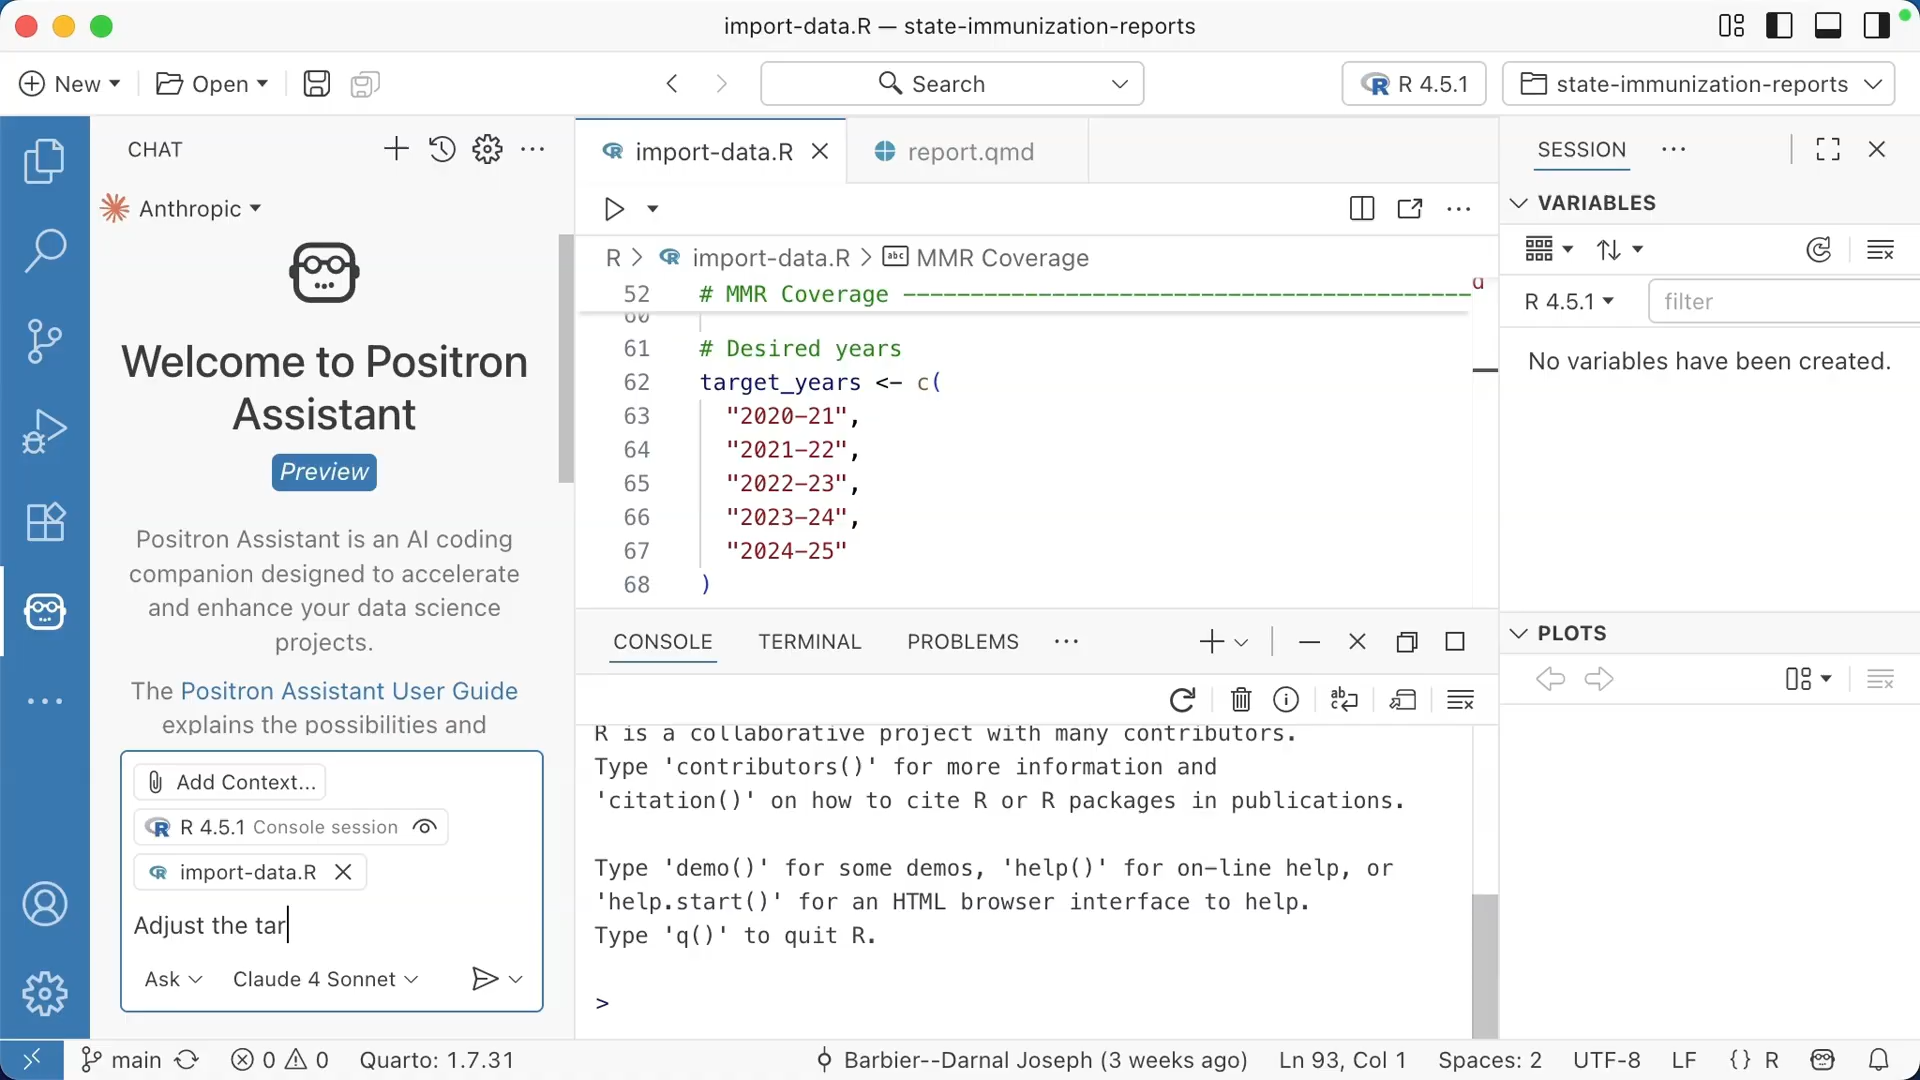 import-data.R — state-immunization-reports
New
Open
Search
R 4.5.1
state-immunization-reports
CHAT
Anthropic
Welcome to Positron
Assistant
Preview
Positron Assistant is an AI coding
companion designed to accelerate
and enhance your data science
projects.
The Positron Assistant User Guide
explains the possibilities and
Add Context...
R 4.5.1 Console session
import-data.R
Adjust the tar
Ask
Claude 4 Sonnet
import-data.R
report.qmd
R > import-data.R > abc MMR Coverage
52 # MMR Coverage ------------------------------------------
60
61 # Desired years
62 target_years <- c(
63 "2020-21",
64 "2021-22",
65 "2022-23",
66 "2023-24",
67 "2024-25"
68 )
CONSOLE
TERMINAL
PROBLEMS
R is a collaborative project with many contributors.
Type 'contributors()' for more information and
'citation()' on how to cite R or R packages in publications.
Type 'demo()' for some demos, 'help()' for on-line help, or
'help.start()' for an HTML browser interface to help.
Type 'q()' to quit R.
>
SESSION
VARIABLES
R 4.5.1
filter
No variables have been created.
PLOTS
main
0
0
Quarto: 1.7.31
Barbier--Darnal Joseph (3 weeks ago)
Ln 93, Col 1
Spaces: 2
UTF-8
LF
{} R